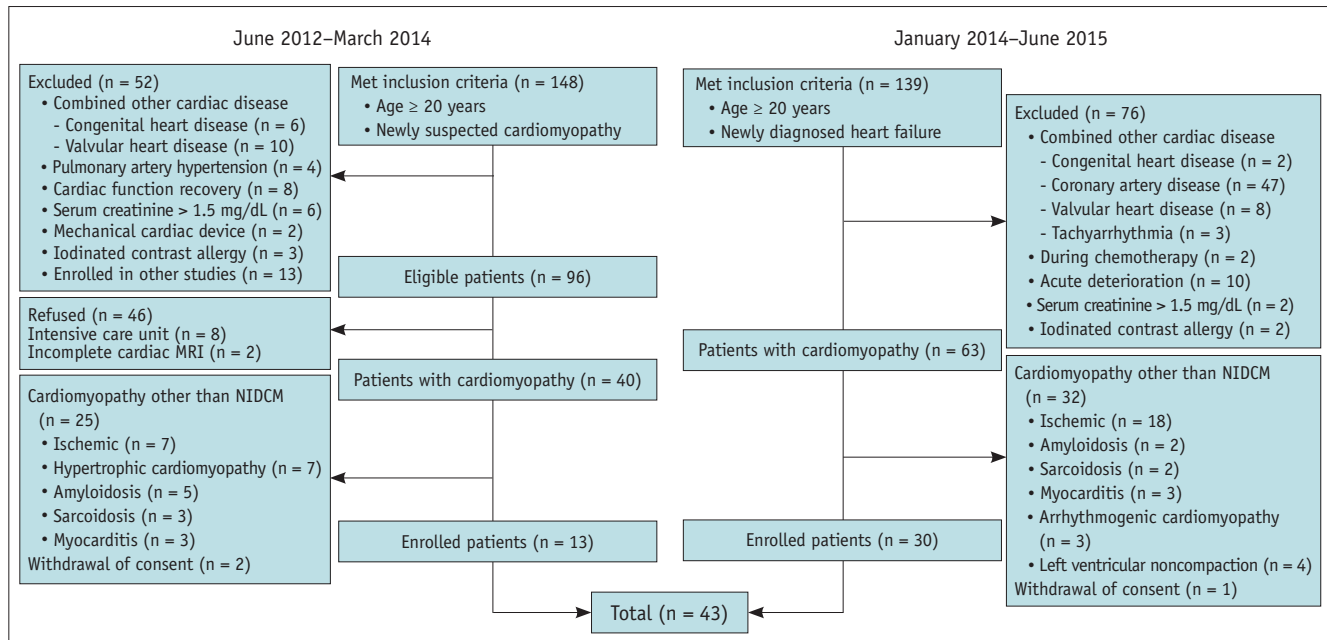 June 2012–March 2014
Excluded (n = 52)
• Combined other cardiac disease
- Congenital heart disease (n = 6)
- Valvular heart disease (n = 10)
• Pulmonary artery hypertension (n = 4)
• Cardiac function recovery (n = 8)
• Serum creatinine > 1.5 mg/dL (n = 6)
• Mechanical cardiac device (n = 2)
• Iodinated contrast allergy (n = 3)
• Enrolled in other studies (n = 13)
Met inclusion criteria (n = 148)
• Age ≥ 20 years
• Newly suspected cardiomyopathy
Eligible patients (n = 96)
Refused (n = 46)
Intensive care unit (n = 8)
Incomplete cardiac MRI (n = 2)
Patients with cardiomyopathy (n = 40)
Cardiomyopathy other than NIDCM
(n = 25)
• Ischemic (n = 7)
• Hypertrophic cardiomyopathy (n = 7)
• Amyloidosis (n = 5)
• Sarcoidosis (n = 3)
• Myocarditis (n = 3)
Withdrawal of consent (n = 2)
Enrolled patients (n = 13)
January 2014–June 2015
Met inclusion criteria (n = 139)
• Age ≥ 20 years
• Newly diagnosed heart failure
Excluded (n = 76)
• Combined other cardiac disease
- Congenital heart disease (n = 2)
- Coronary artery disease (n = 47)
- Valvular heart disease (n = 8)
- Tachyarrhythmia (n = 3)
• During chemotherapy (n = 2)
• Acute deterioration (n = 10)
• Serum creatinine > 1.5 mg/dL (n = 2)
• Iodinated contrast allergy (n = 2)
Patients with cardiomyopathy (n = 63)
Cardiomyopathy other than NIDCM
(n = 32)
• Ischemic (n = 18)
• Amyloidosis (n = 2)
• Sarcoidosis (n = 2)
• Myocarditis (n = 3)
• Arrhythmogenic cardiomyopathy
(n = 3)
• Left ventricular noncompaction (n = 4)
Withdrawal of consent (n = 1)
Enrolled patients (n = 30)
Total (n = 43)